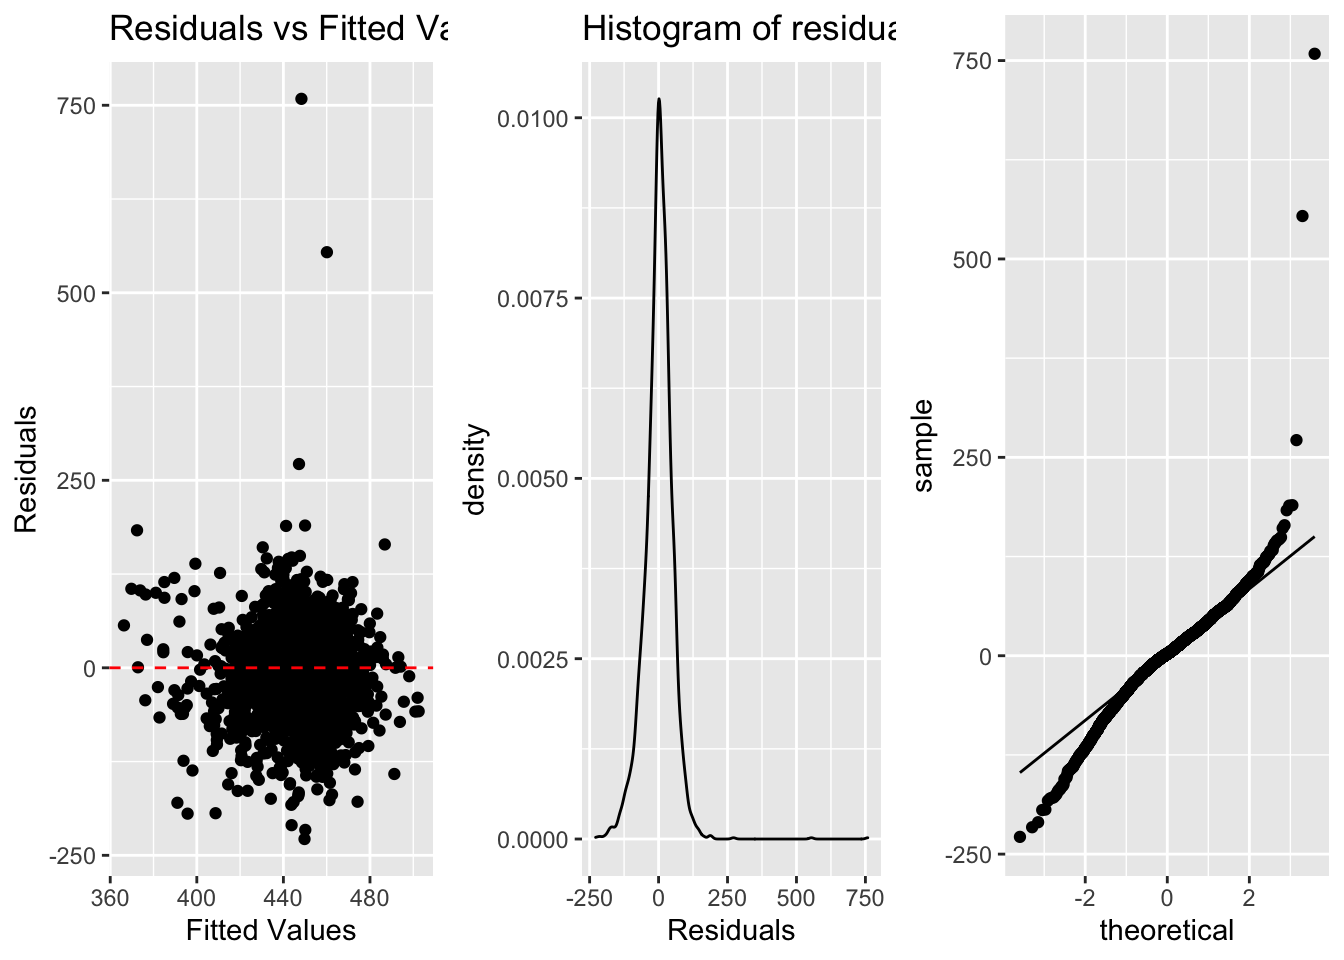 Residuals vs Fitted Va
750
500
250
0
-250
Residuals
360 400 440 480
Fitted Values
Histogram of residua
0.0100
0.0075
0.0050
0.0025
0.0000
density
-250 0 250 500 750
Residuals
750
500
250
0
-250
sample
-2 0 2
theoretical